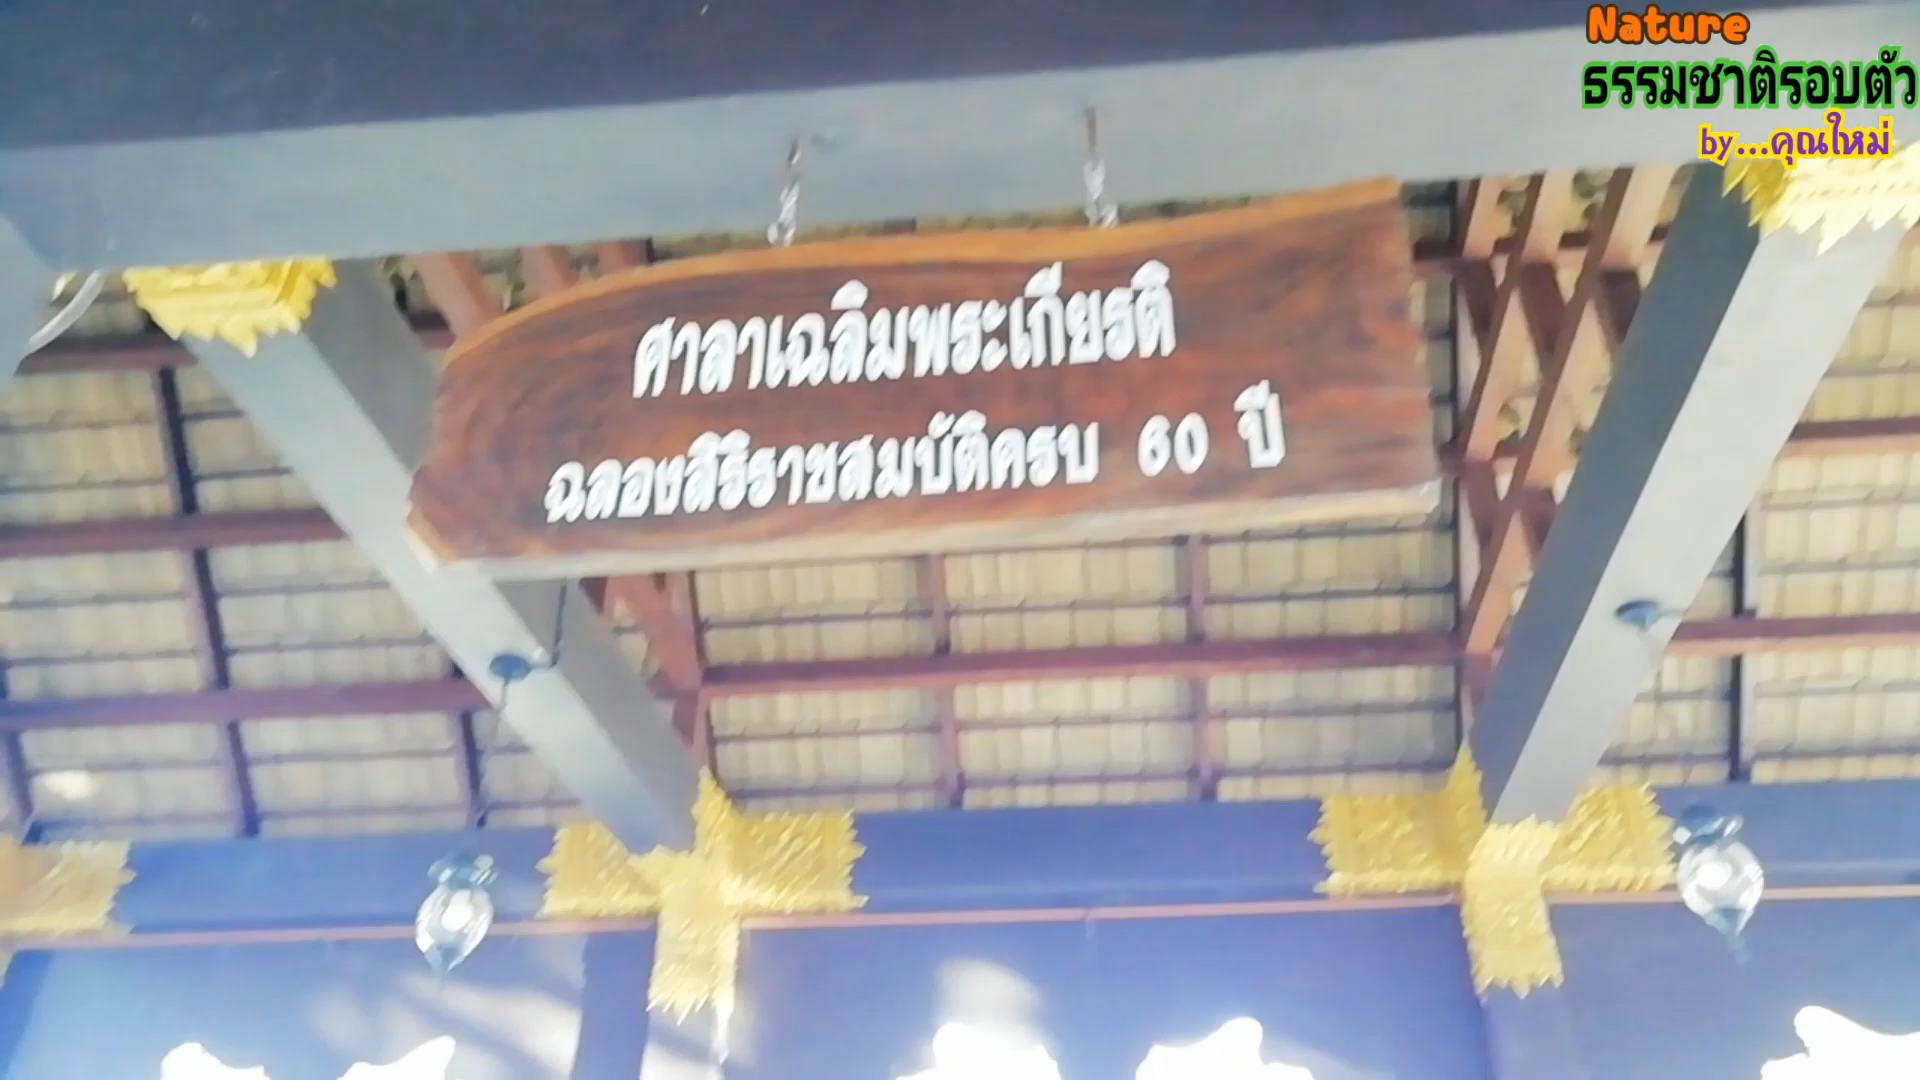 Nature
ธรรมชาติรอบตัว
by...คุณใหม่
ศาลาเฉลิมพระเกียรติ
ฉลองสิริราชสมบัติครบ 60 ปี